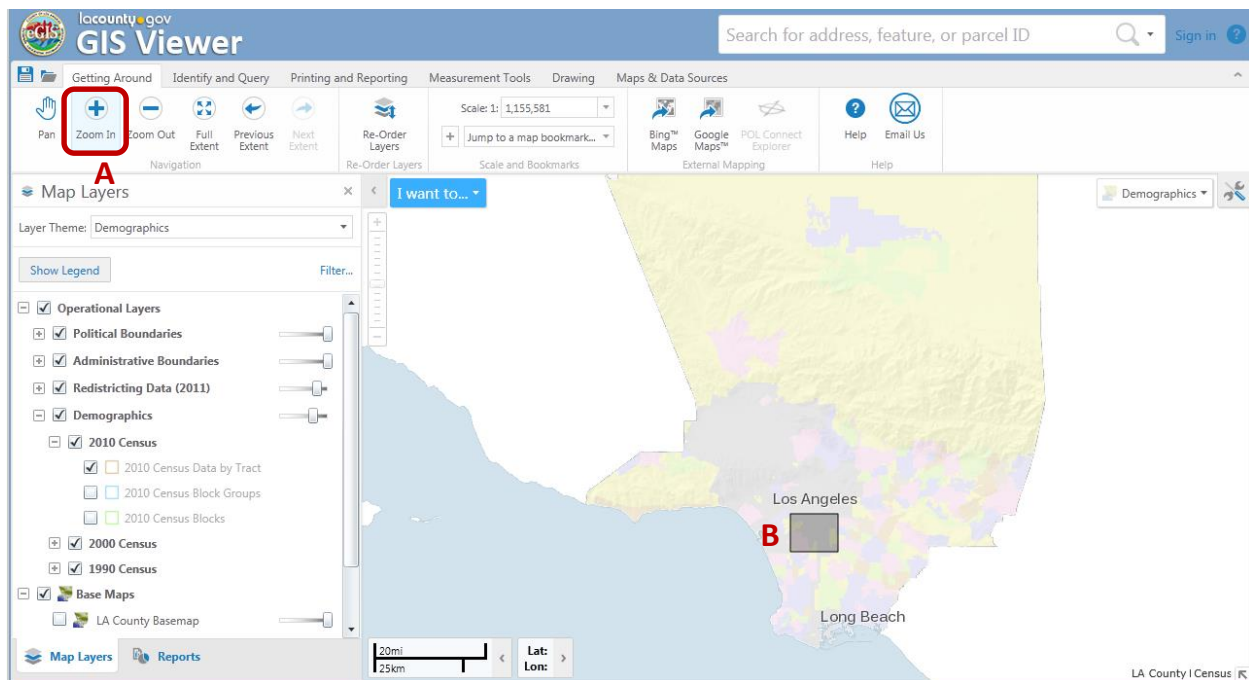 eGIS
lacounty.gov
GIS Viewer
Search for address, feature, or parcel ID
Sign in ?
Getting Around Identify and Query Printing and Reporting Measurement Tools Drawing Maps & Data Sources
Pan
Zoom In
Zoom Out
Full Extent
Previous Extent
Next Extent
Navigation
Re-Order Layers
Re-Order Layers
Scale: 1: 1,155,581
+ Jump to a map bookmark...
Scale and Bookmarks
Bing™ Maps
Google Maps™
POL Connect Explorer
External Mapping
?
Help
Email Us
Help
A
Map Layers ×
Layer Theme: Demographics
Show Legend Filter...
Operational Layers
Political Boundaries
Administrative Boundaries
Redistricting Data (2011)
Demographics
2010 Census
2010 Census Data by Tract
2010 Census Block Groups
2010 Census Blocks
2000 Census
1990 Census
Base Maps
LA County Basemap
Map Layers Reports
I want to...
Demographics
Los Angeles
B
Long Beach
20mi
25km
Lat:
Lon:
LA County | Census